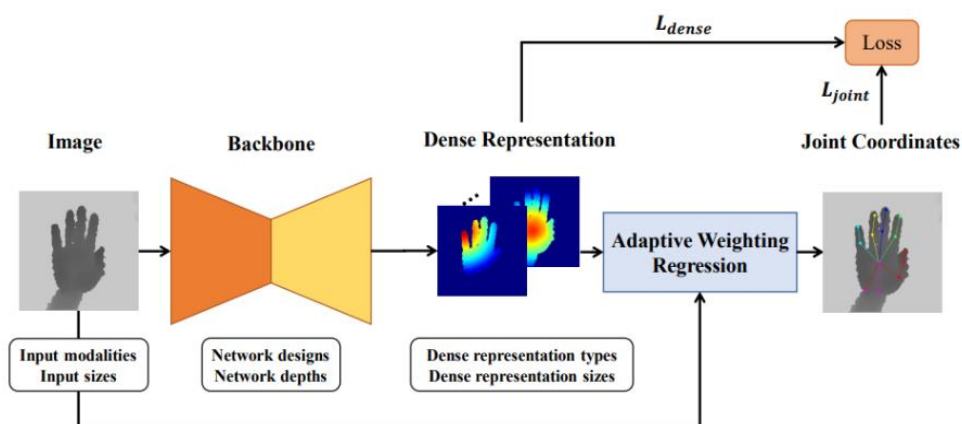 L_dense
Loss
L_joint
Image
Backbone
Dense Representation
Joint Coordinates
Adaptive Weighting
Regression
Input modalities
Input sizes
Network designs
Network depths
Dense representation types
Dense representation sizes